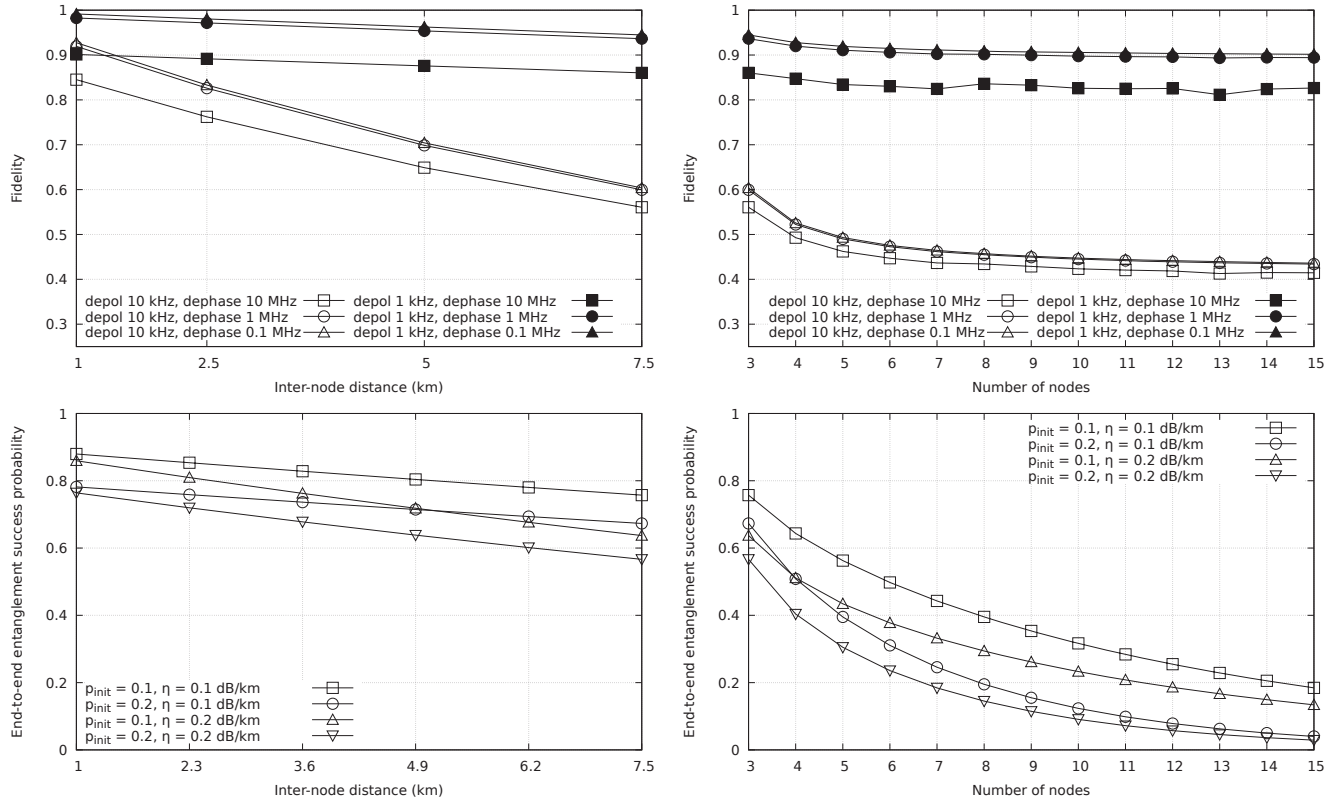 1
0.9
0.8
0.7
0.6
0.5
0.4
0.3
Fidelity
depol 10 kHz, dephase 10 MHz
depol 10 kHz, dephase 1 MHz
depol 10 kHz, dephase 0.1 MHz
depol 1 kHz, dephase 10 MHz
depol 1 kHz, dephase 1 MHz
depol 1 kHz, dephase 0.1 MHz
1 2.5 5 7.5
Inter-node distance (km)
1
0.9
0.8
0.7
0.6
0.5
0.4
0.3
Fidelity
depol 10 kHz, dephase 10 MHz
depol 10 kHz, dephase 1 MHz
depol 10 kHz, dephase 0.1 MHz
depol 1 kHz, dephase 10 MHz
depol 1 kHz, dephase 1 MHz
depol 1 kHz, dephase 0.1 MHz
3 4 5 6 7 8 9 10 11 12 13 14 15
Number of nodes
1
0.8
0.6
0.4
0.2
0
End-to-end entanglement success probability
p_init = 0.1, η = 0.1 dB/km
p_init = 0.2, η = 0.1 dB/km
p_init = 0.1, η = 0.2 dB/km
p_init = 0.2, η = 0.2 dB/km
1 2.3 3.6 4.9 6.2 7.5
Inter-node distance (km)
1
0.8
0.6
0.4
0.2
0
End-to-end entanglement success probability
p_init = 0.1, η = 0.1 dB/km
p_init = 0.2, η = 0.1 dB/km
p_init = 0.1, η = 0.2 dB/km
p_init = 0.2, η = 0.2 dB/km
3 4 5 6 7 8 9 10 11 12 13 14 15
Number of nodes